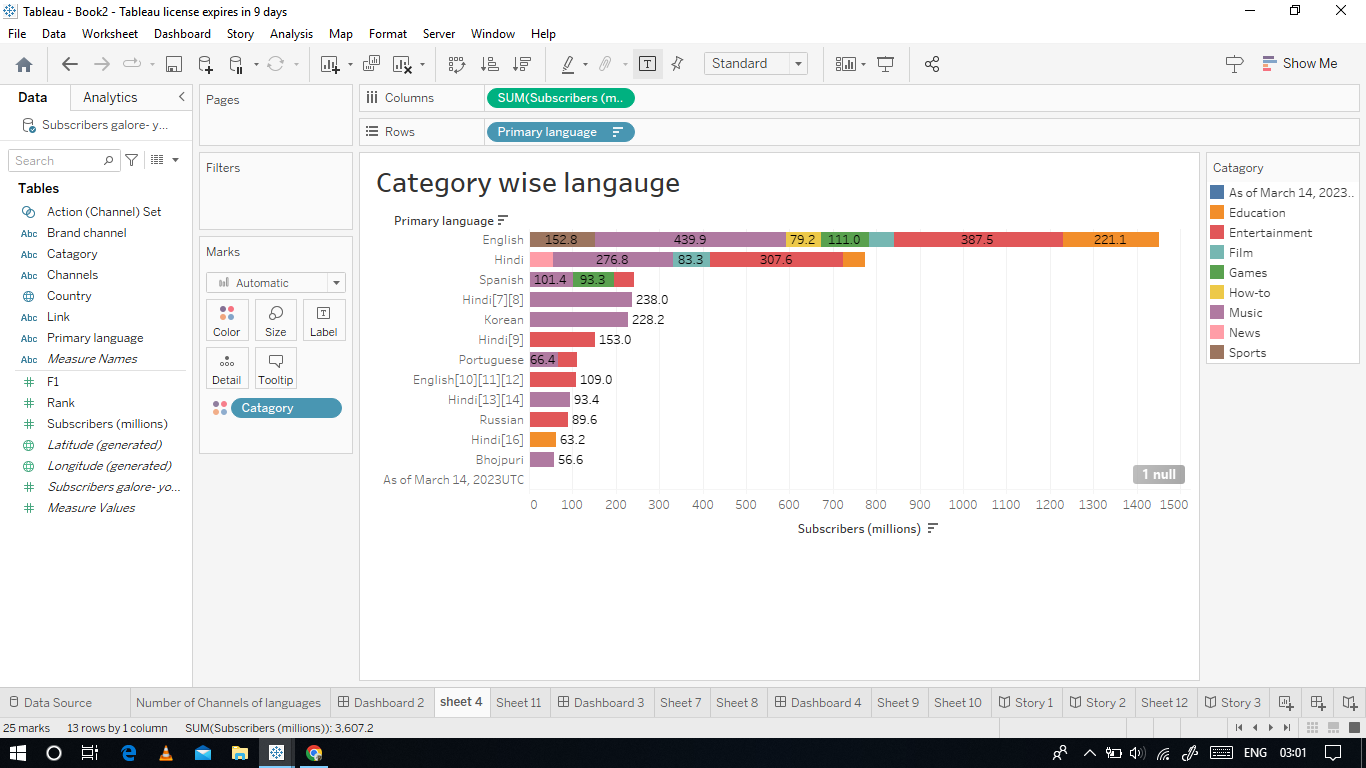 Tableau - Book2 - Tableau license expires in 9 days
File Data Worksheet Dashboard Story Analysis Map Format Server Window Help
Standard
Show Me
Data Analytics
Subscribers galore- y...
Search
Tables
Action (Channel) Set
Abc Brand channel
Abc Catagory
Abc Channels
Country
Abc Link
Abc Primary language
Abc Measure Names
F1
Rank
Subscribers (millions)
Latitude (generated)
Longitude (generated)
Subscribers galore- yo...
Measure Values
Pages
Filters
Marks
Automatic
Color Size Label
Detail Tooltip
Catagory
Columns SUM(Subscribers (m..
Rows Primary language
Category wise langauge
Primary language
English 152.8 439.9 79.2 111.0 387.5 221.1
Hindi 276.8 83.3 307.6
Spanish 101.4 93.3
Hindi[7][8] 238.0
Korean 228.2
Hindi[9] 153.0
Portuguese 66.4
English[10][11][12] 109.0
Hindi[13][14] 93.4
Russian 89.6
Hindi[16] 63.2
Bhojpuri 56.6
As of March 14, 2023UTC
1 null
0 100 200 300 400 500 600 700 800 900 1000 1100 1200 1300 1400 1500
Subscribers (millions)
Catagory
As of March 14, 2023..
Education
Entertainment
Film
Games
How-to
Music
News
Sports
Data Source Number of Channels of languages Dashboard 2 sheet 4 Sheet 11 Dashboard 3 Sheet 7 Sheet 8 Dashboard 4 Sheet 9 Sheet 10 Story 1 Story 2 Sheet 12 Story 3
25 marks 13 rows by 1 column SUM(Subscribers (millions)): 3,607.2
ENG 03:01